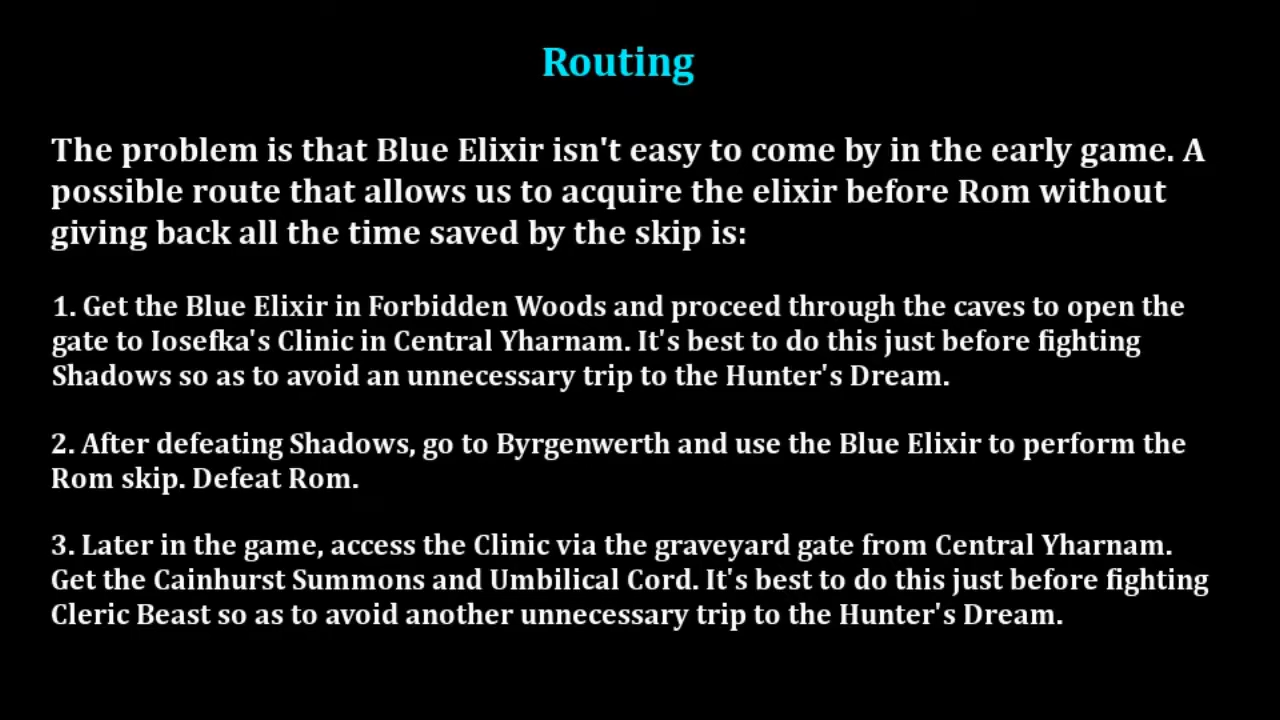 Routing
The problem is that Blue Elixir isn't easy to come by in the early game. A
possible route that allows us to acquire the elixir before Rom without
giving back all the time saved by the skip is:
1. Get the Blue Elixir in Forbidden Woods and proceed through the caves to open the
gate to Iosefka's Clinic in Central Yharnam. It's best to do this just before fighting
Shadows so as to avoid an unnecessary trip to the Hunter's Dream.
2. After defeating Shadows, go to Byrgenwerth and use the Blue Elixir to perform the
Rom skip. Defeat Rom.
3. Later in the game, access the Clinic via the graveyard gate from Central Yharnam.
Get the Cainhurst Summons and Umbilical Cord. It's best to do this just before fighting
Cleric Beast so as to avoid another unnecessary trip to the Hunter's Dream.